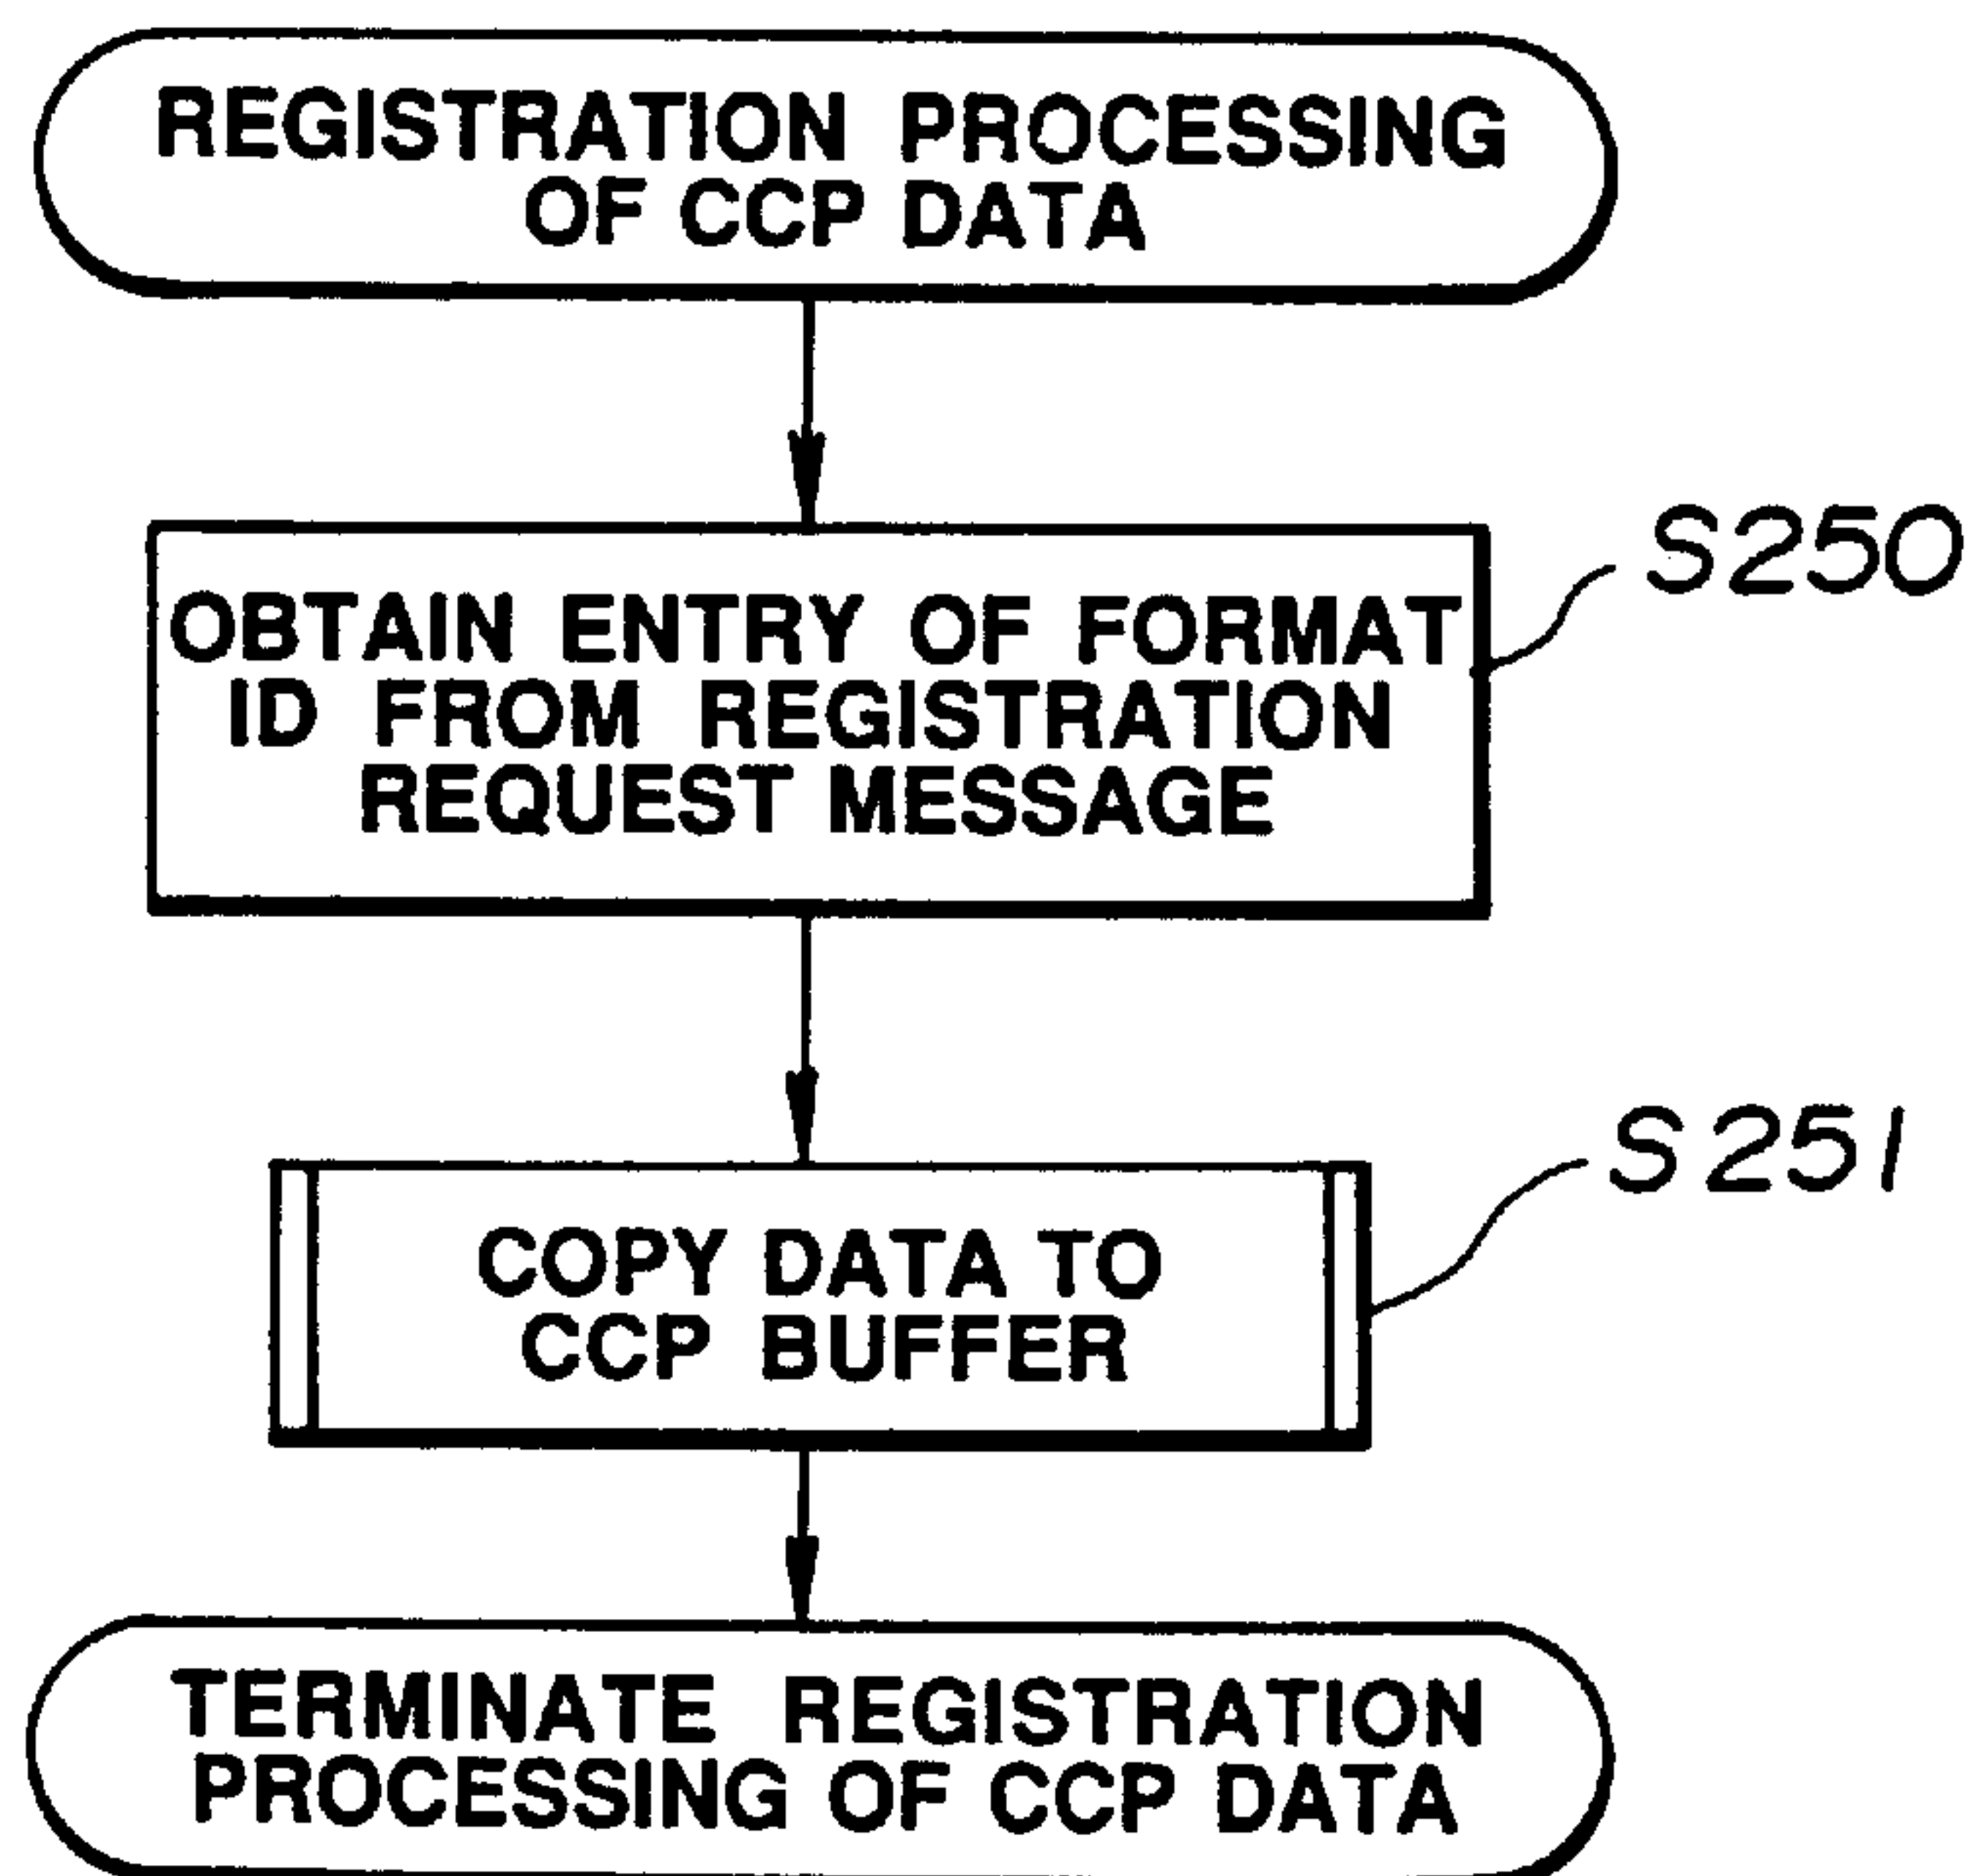 REGISTRATION PROCESSING
OF CCP DATA
S250
OBTAIN ENTRY OF FORMAT
ID FROM REGISTRATION
REQUEST MESSAGE
S251
COPY DATA TO
CCP BUFFER
TERMINATE REGISTRATION
PROCESSING OF CCP DATA